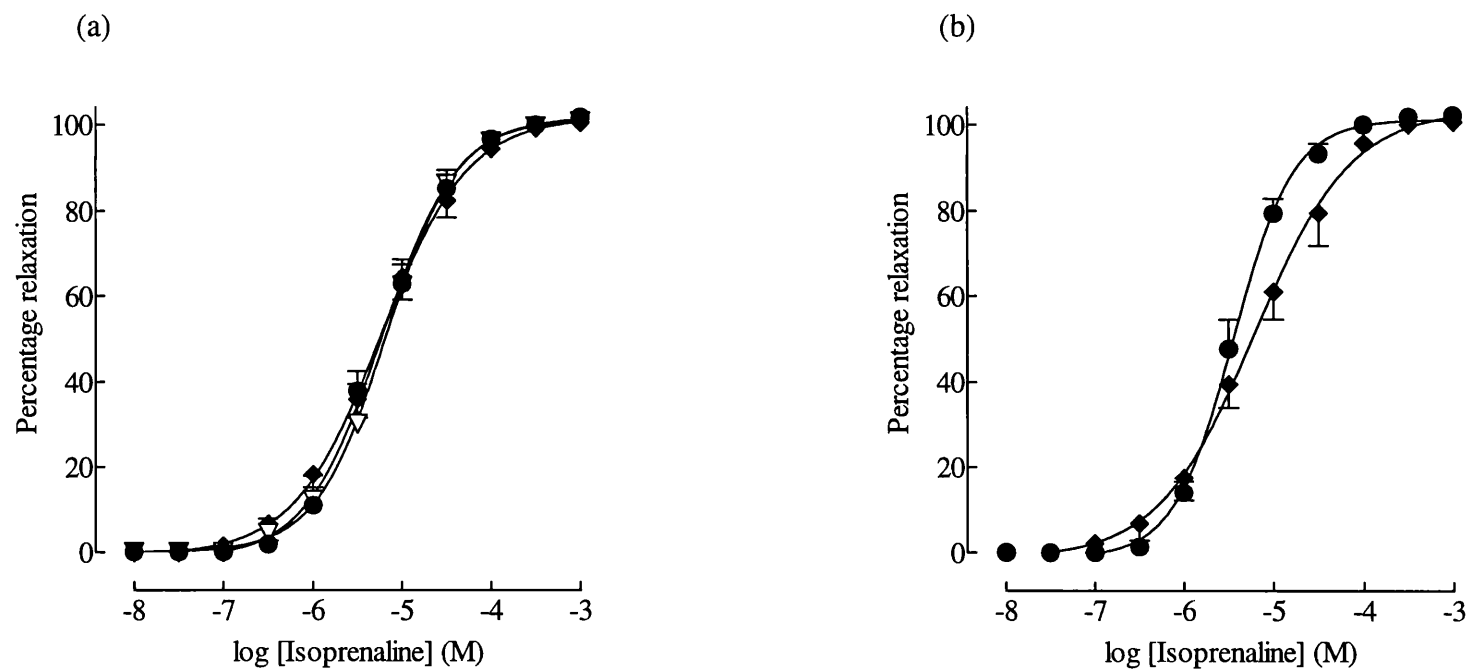 (a)
100
80
60
40
20
0
Percentage relaxation
-8 -7 -6 -5 -4 -3
log [Isoprenaline] (M)
(b)
100
80
60
40
20
0
Percentage relaxation
-8 -7 -6 -5 -4 -3
log [Isoprenaline] (M)